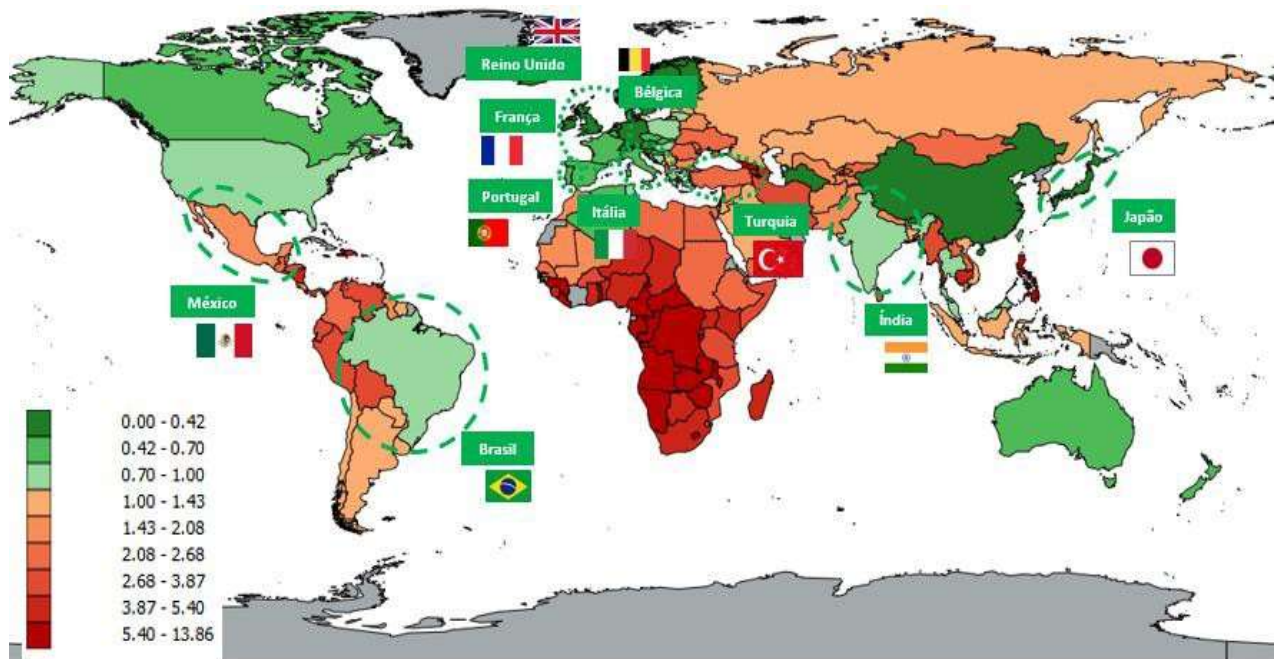 Reino Unido
Bélgica
França
Portugal
Itália
Turquia
Japão
México
Índia
Brasil
0.00 - 0.42
0.42 - 0.70
0.70 - 1.00
1.00 - 1.43
1.43 - 2.08
2.08 - 2.68
2.68 - 3.87
3.87 - 5.40
5.40 - 13.86